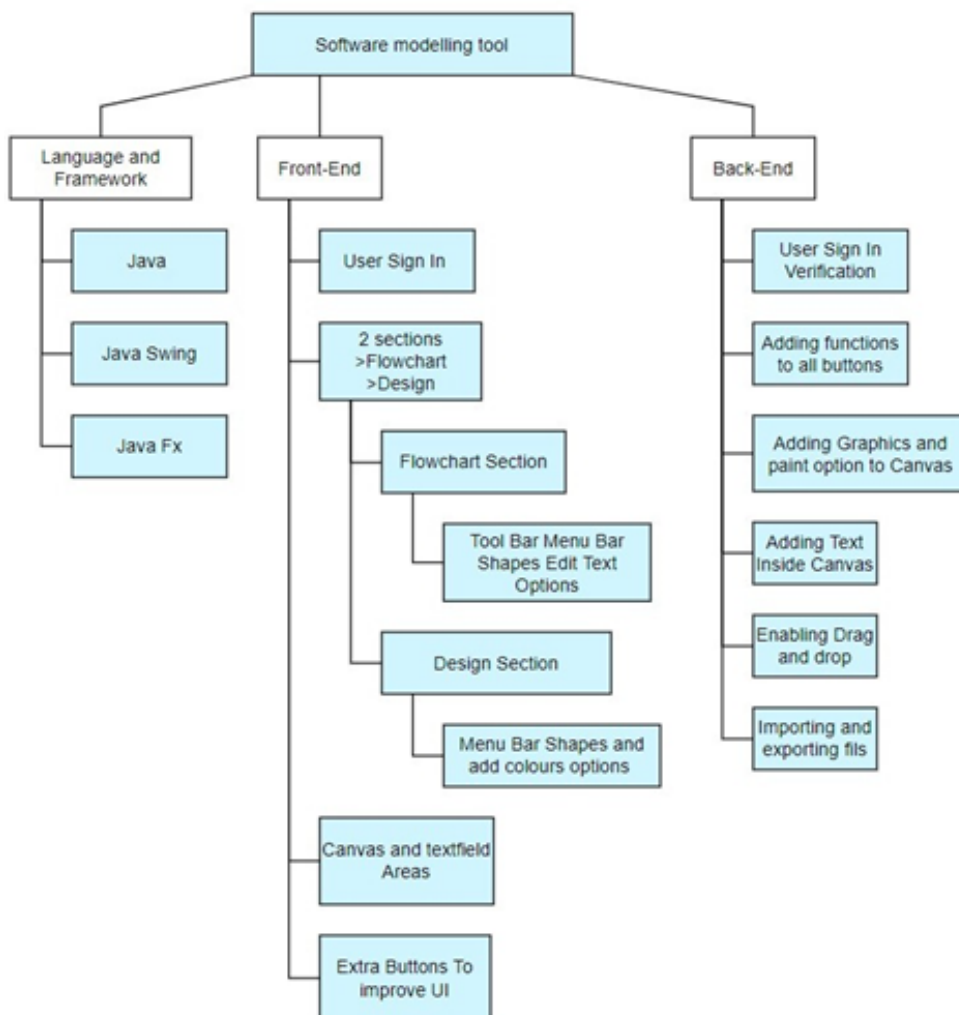 Software modelling tool
Language and
Framework
Java
Java Swing
Java Fx
Front-End
User Sign In
2 sections
>Flowchart
>Design
Flowchart Section
Tool Bar Menu Bar
Shapes Edit Text
Options
Design Section
Menu Bar Shapes and
add colours options
Canvas and textfield
Areas
Extra Buttons To
improve UI
Back-End
User Sign In
Verification
Adding functions
to all buttons
Adding Graphics and
paint option to Canvas
Adding Text
Inside Canvas
Enabling Drag
and drop
Importing and
exporting fils